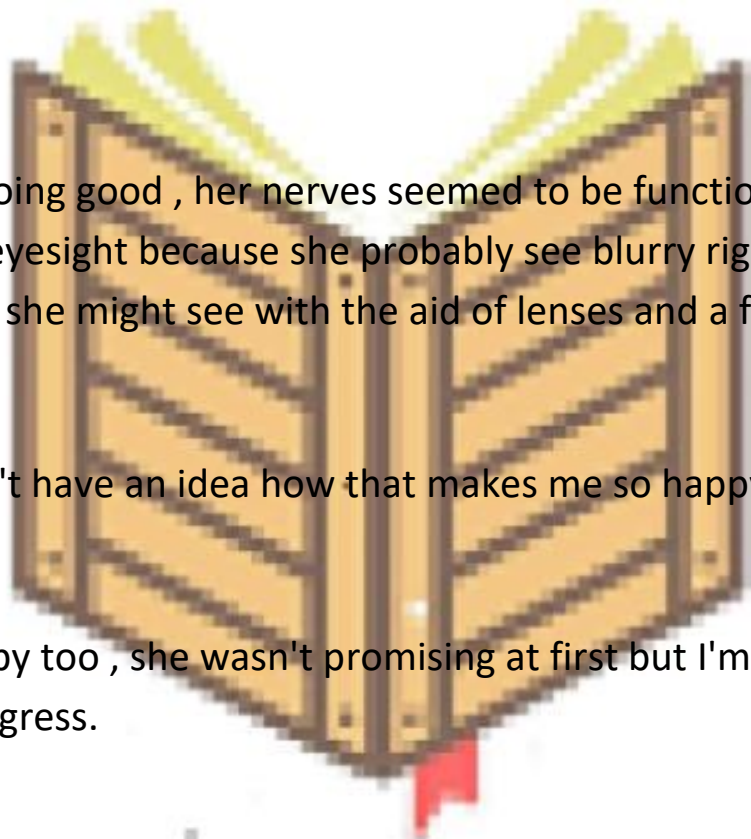 oing good , her nerves seemed to be functio
eyesight because she probably see blurry rig
she might see with the aid of lenses and a f
't have an idea how that makes me so happy
py too , she wasn't promising at first but I'm
gress.